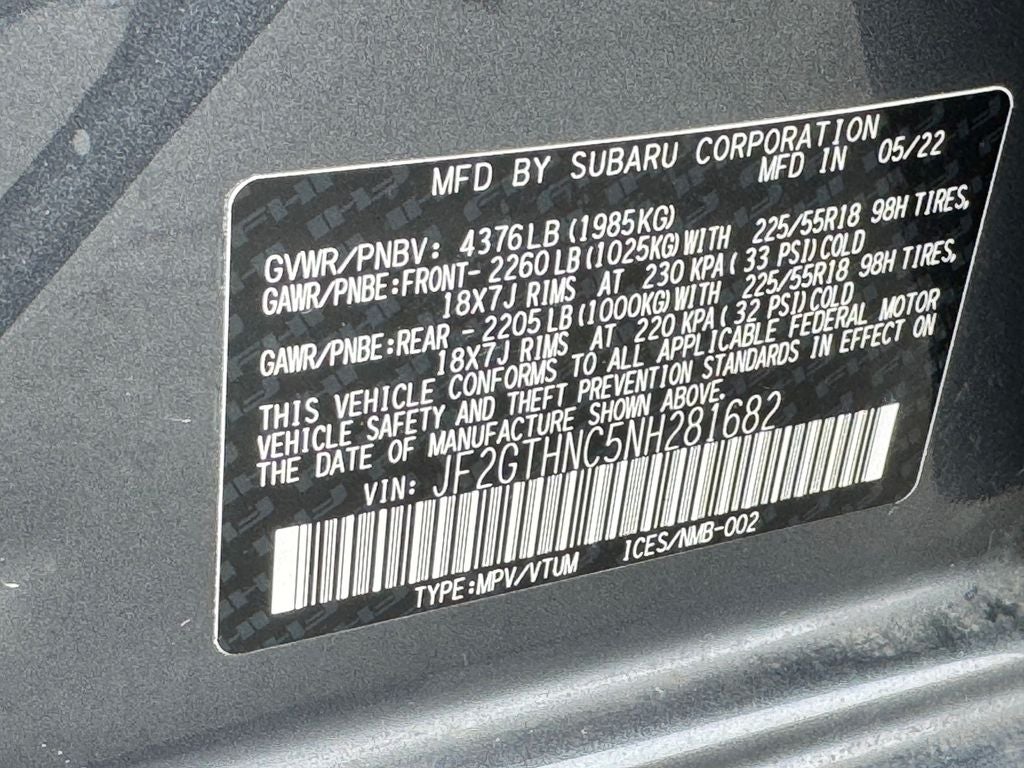 MFD BY SUBARU CORPORATION
MFD IN 05/22
GVWR/PNBV: 4376LB(1985KG)
GAWR/PNBE:FRONT-2260LB(1025KG)WITH 225/55R18 98H TIRES,
18X7J RIMS AT 230 KPA( 33 PSI)COLD
GAWR/PNBE:REAR -2205LB(1000KG)WITH 225/55R18 98H TIRES,
18X7J RIMS AT 220 KPA( 32 PSI)COLD
THIS VEHICLE CONFORMS TO ALL APPLICABLE FEDERAL MOTOR
VEHICLE SAFETY AND THEFT PREVENTION STANDARDS IN EFFECT ON
THE DATE OF MANUFACTURE SHOWN ABOVE.
VIN: JF2GTHNC5NH281682
TYPE:MPV/VTUM ICES/NMB-002